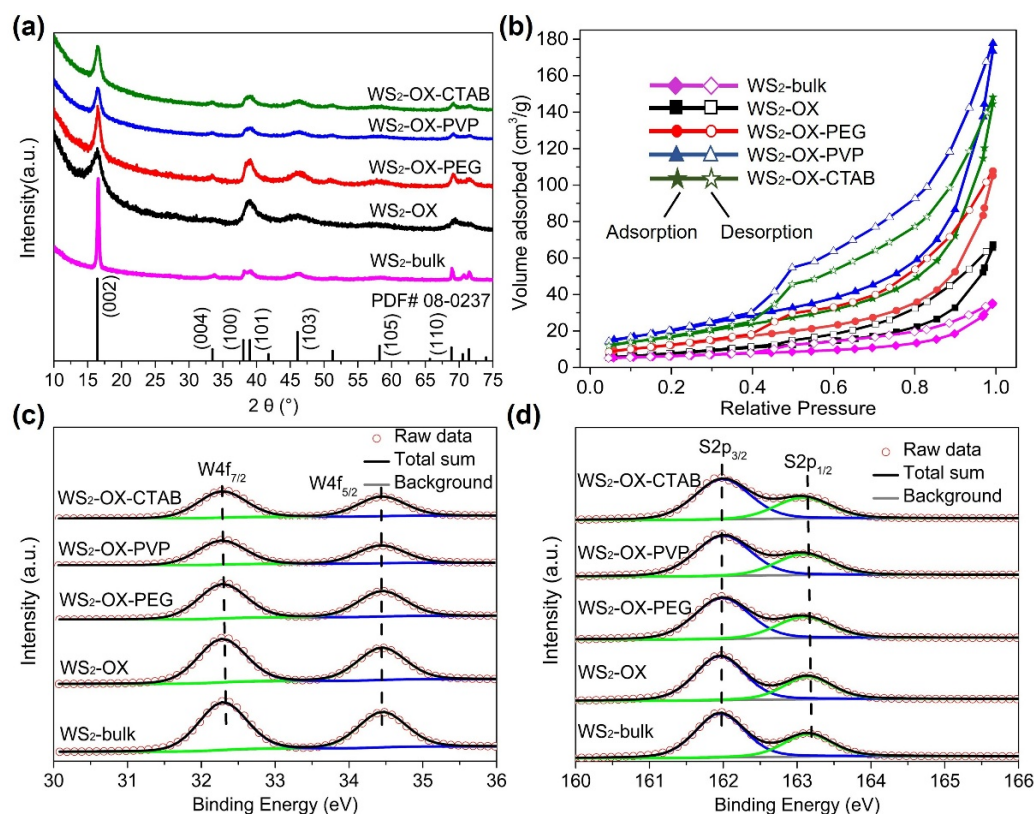 (a)
Intensity(a.u.)
WS₂-OX-CTAB
WS₂-OX-PVP
WS₂-OX-PEG
WS₂-OX
WS₂-bulk
PDF# 08-0237
(002)
(004)
(100)
(101)
(103)
(105)
(110)
10 15 20 25 30 35 40 45 50 55 60 65 70 75
2 θ (°)
(b)
Volume adsorbed (cm³/g)
180
160
140
120
100
80
60
40
20
0
WS₂-bulk
WS₂-OX
WS₂-OX-PEG
WS₂-OX-PVP
WS₂-OX-CTAB
Adsorption Desorption
0.0 0.2 0.4 0.6 0.8 1.0
Relative Pressure
(c)
Intensity (a.u.)
Raw data
Total sum
Background
W4f₇/₂
W4f₅/₂
WS₂-OX-CTAB
WS₂-OX-PVP
WS₂-OX-PEG
WS₂-OX
WS₂-bulk
30 31 32 33 34 35 36
Binding Energy (eV)
(d)
Intensity (a.u.)
S2p₃/₂
S2p₁/₂
Raw data
Total sum
Background
WS₂-OX-CTAB
WS₂-OX-PVP
WS₂-OX-PEG
WS₂-OX
WS₂-bulk
160 161 162 163 164 165 166
Binding Energy (eV)